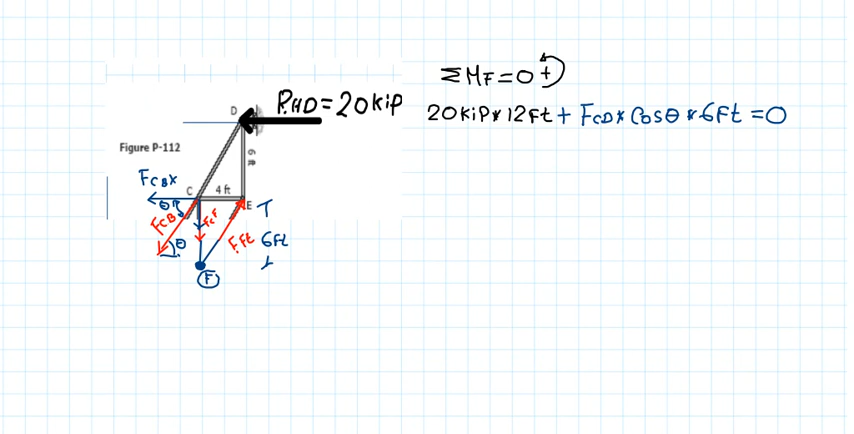 ΣMF=0+
D
RHD=20kip
20kip*12ft+FCD*Cosθ*6ft=0
Figure P-112
6 ft
FCBX
C
4 ft
θ
E
T
FCB
FCF
θ
6ft
F